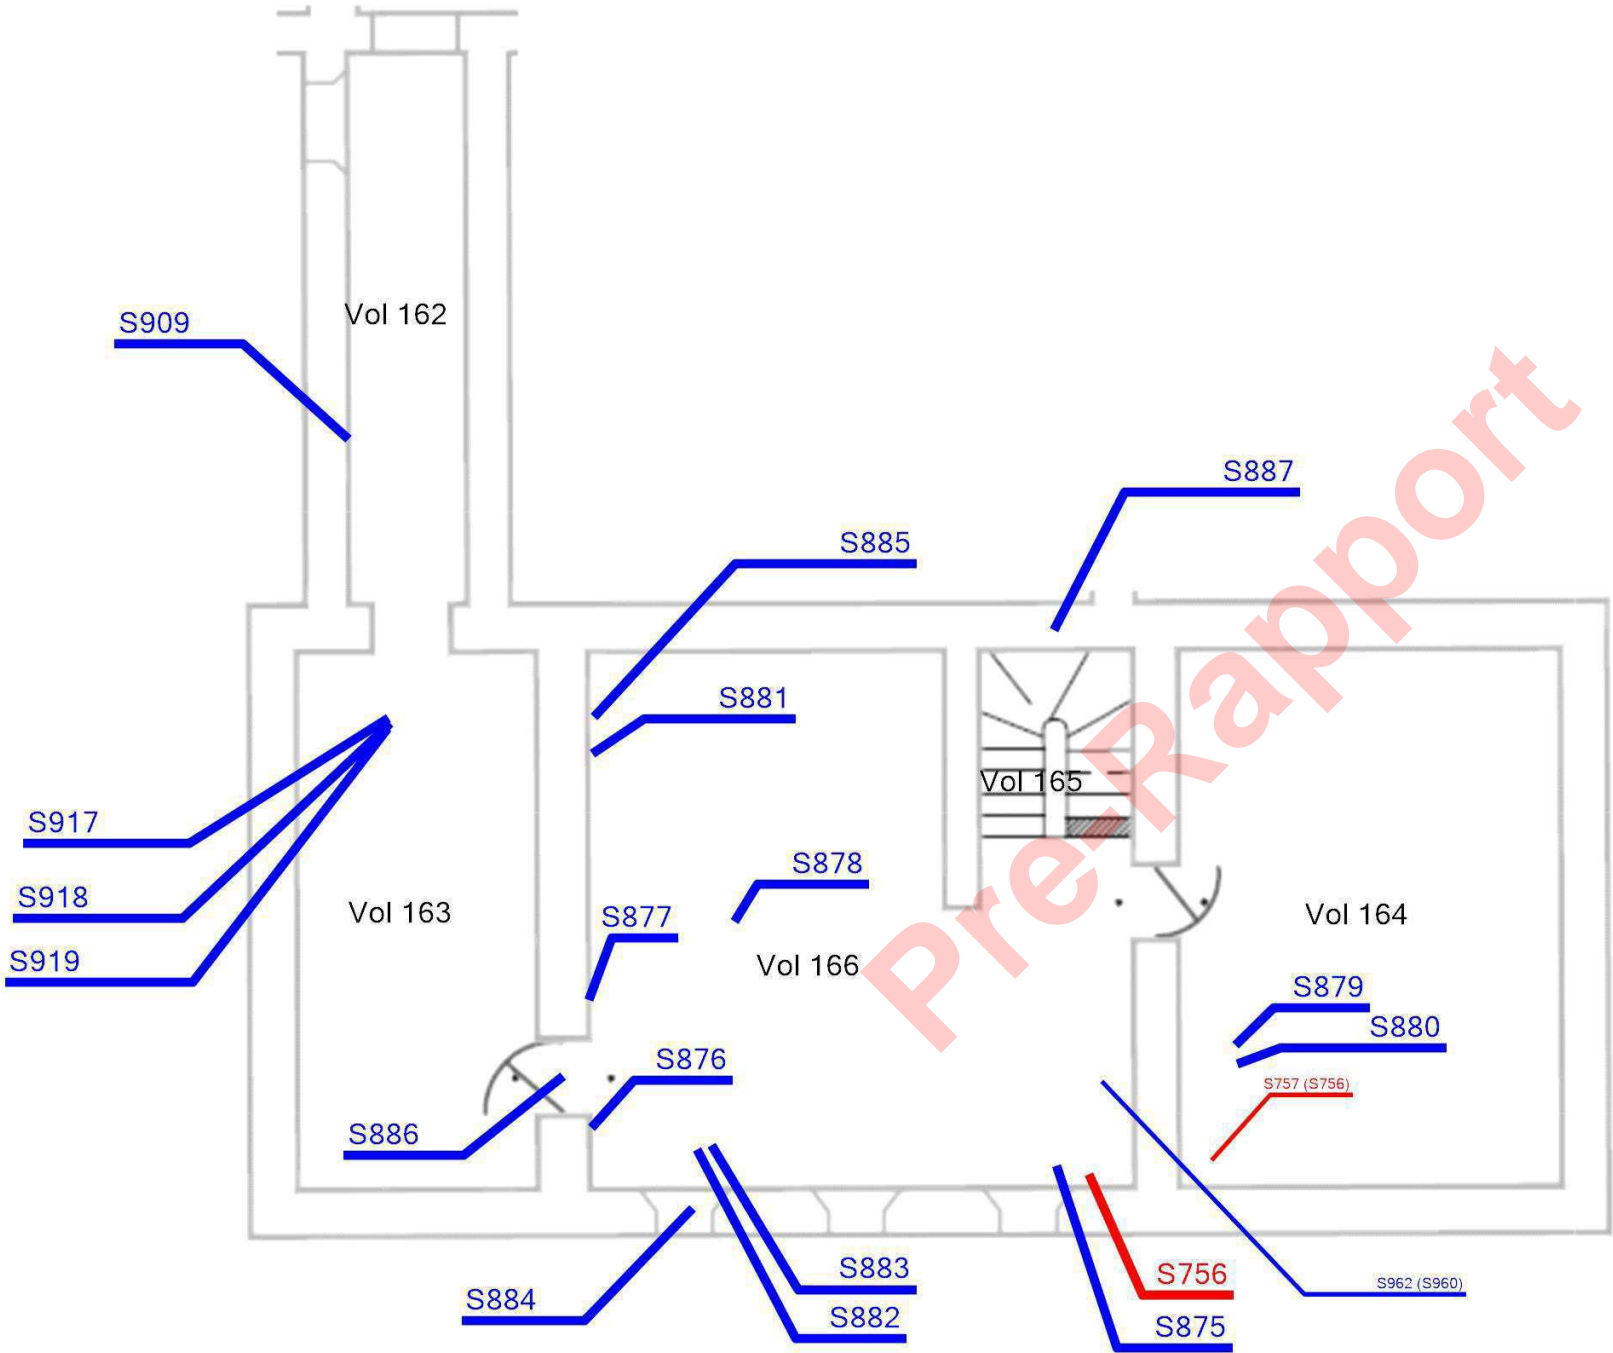 Vol 162
S909
S887
S885
S881
Vol 165
S917
S878
S918
Vol 163
S877
Vol 164
S919
Vol 166
S879
S880
S876
S757 (S756)
S886
S883
S756
S962 (S960)
S884
S882
S875
Pre-Rapport